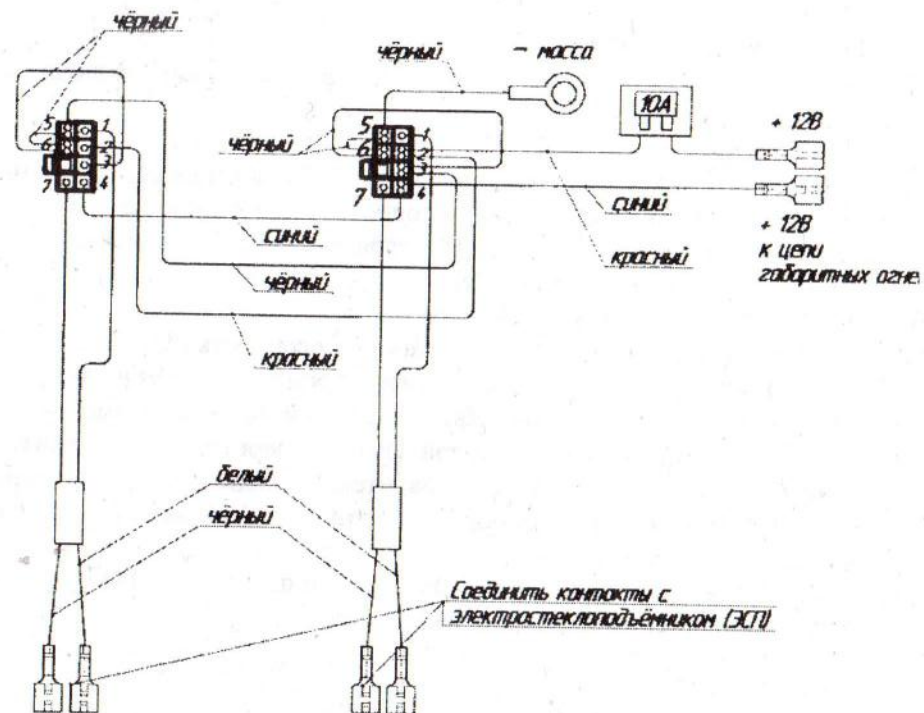 чёрный
чёрный
- масса
10А
+ 12В
5
1
6
2
3
7
4
чёрный
5
1
6
2
3
7
4
синий
+ 12В
к цепи
габаритных огне
синий
красный
чёрный
красный
белый
чёрный
Соединить контакты с
электростеклоподъёмником (ЭСП)